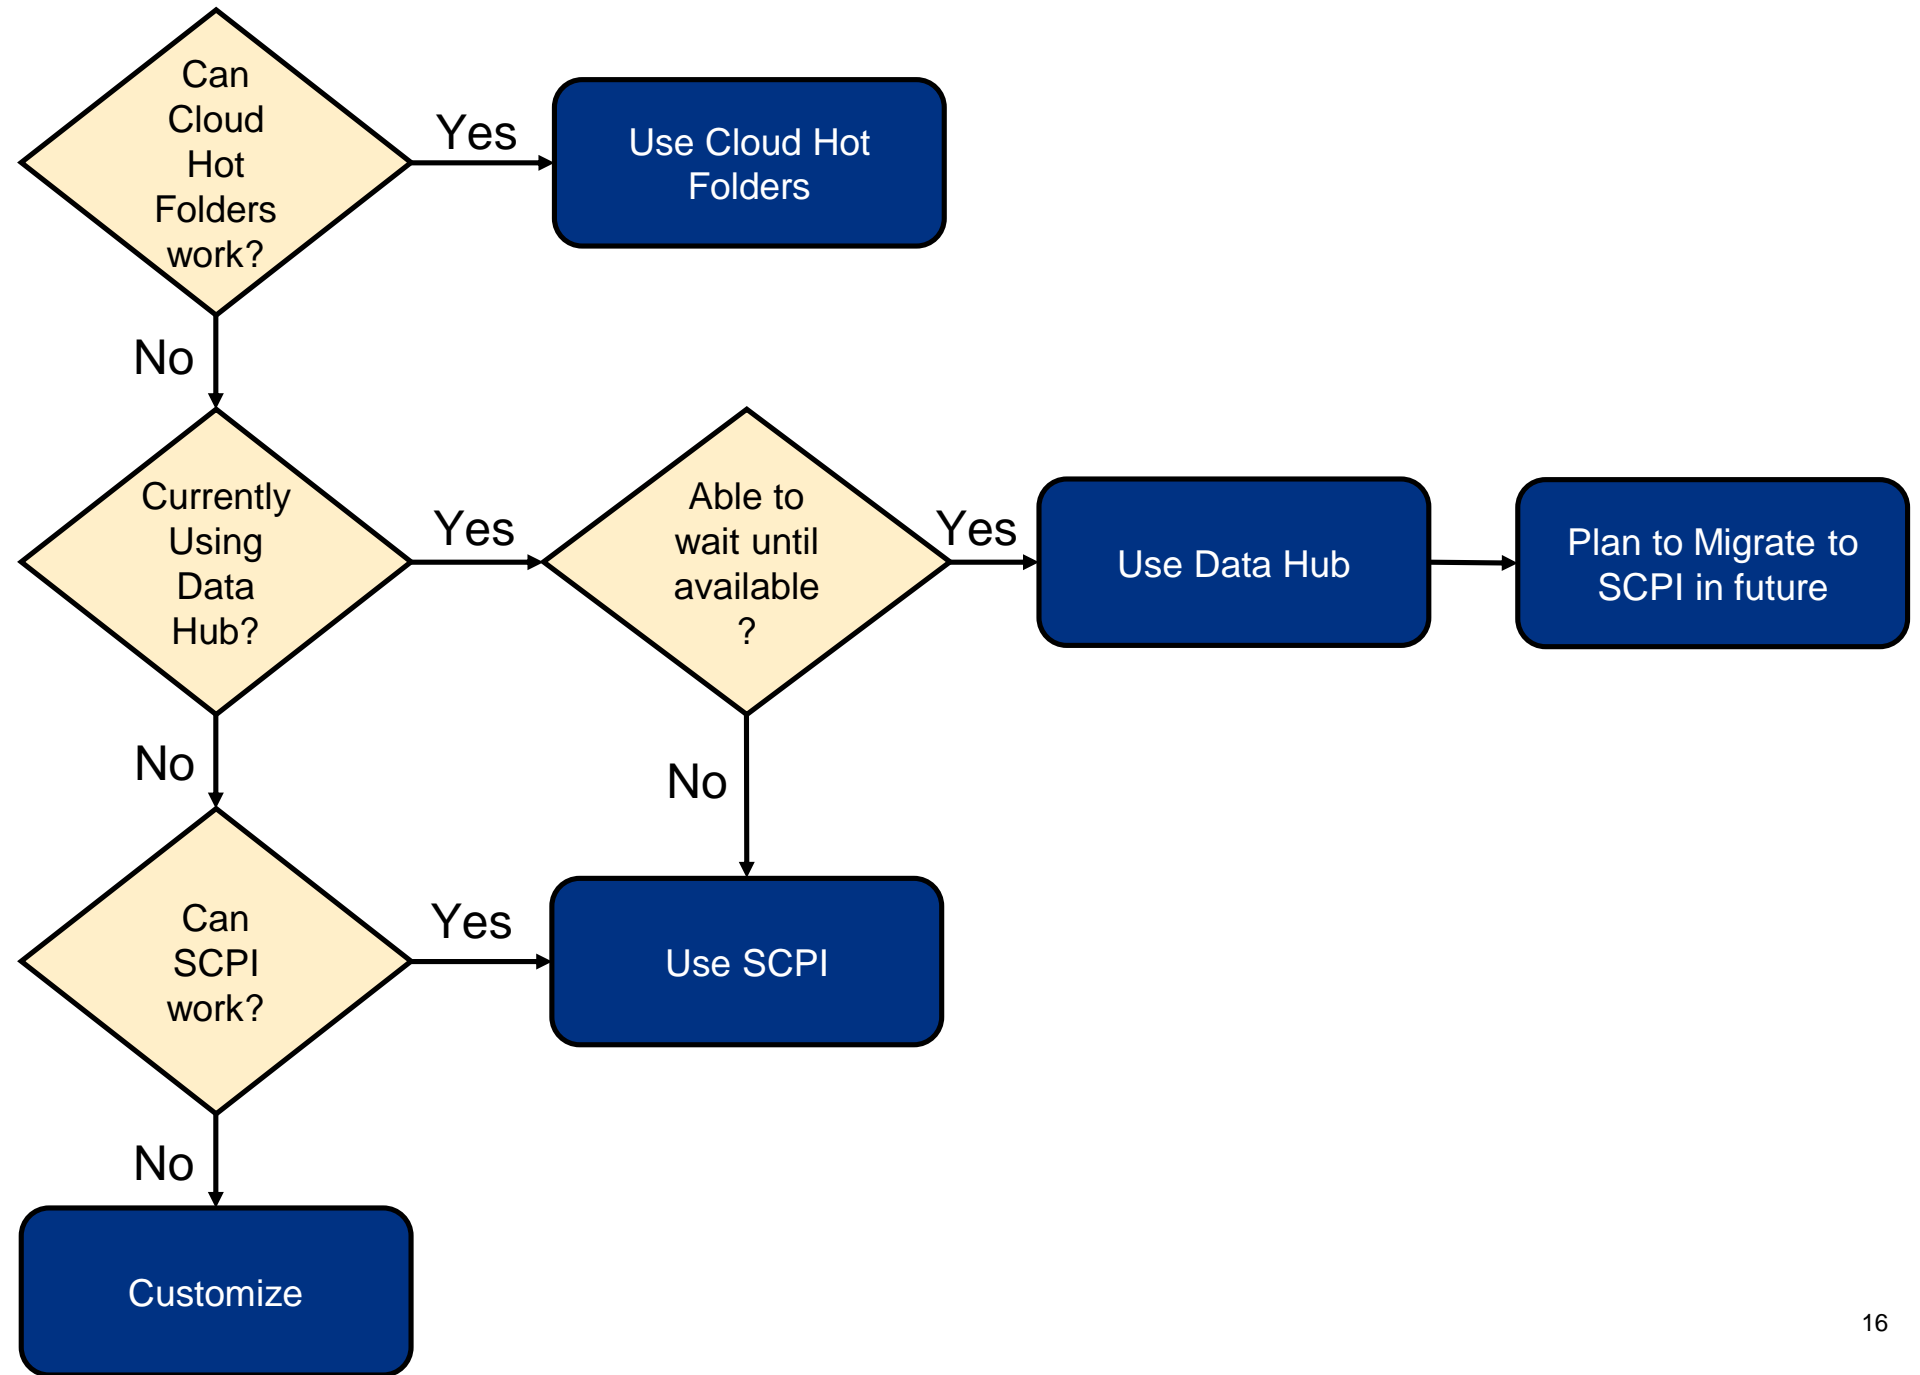 Can
Cloud
Hot
Folders
work?
Yes
Use Cloud Hot
Folders
No
Currently
Using
Data
Hub?
Yes
Able to
wait until
available
?
Yes
Use Data Hub
Plan to Migrate to
SCPI in future
No
No
Can
SCPI
work?
Yes
Use SCPI
No
Customize
16